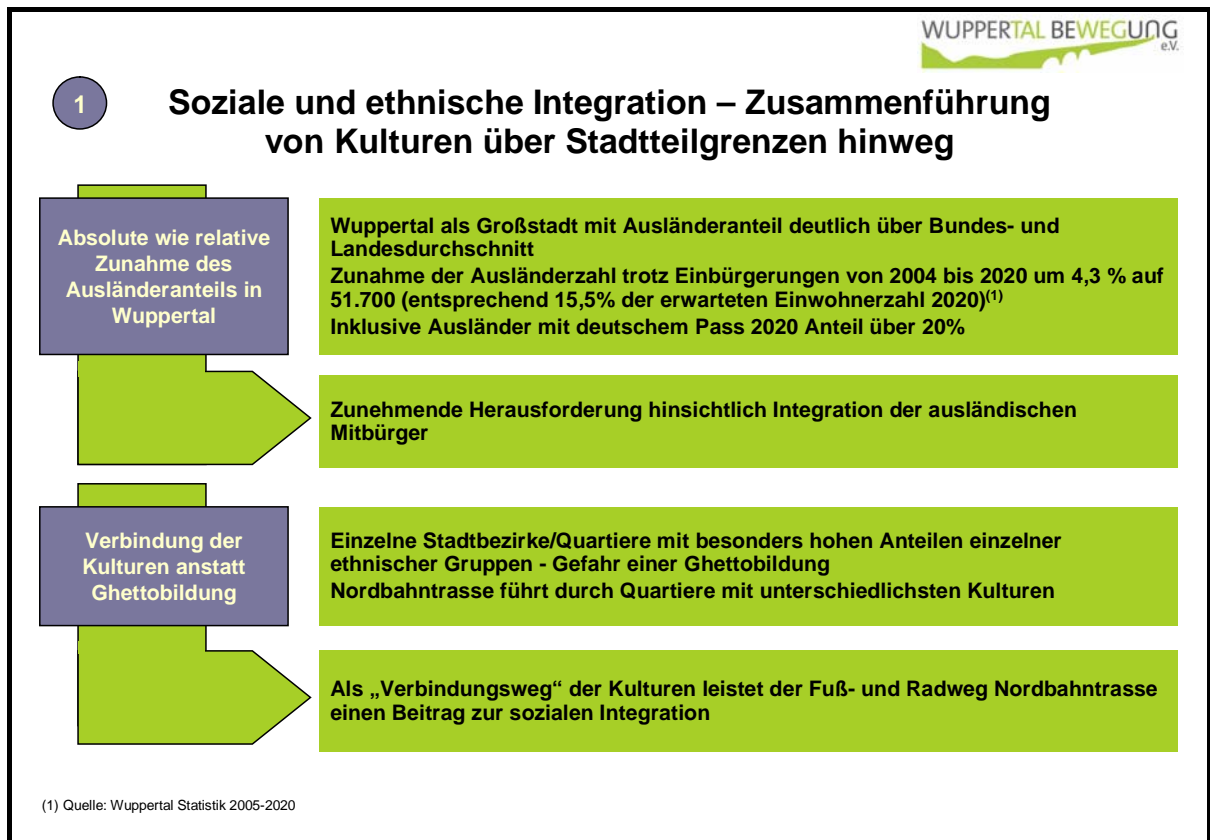 WUPPERTAL BEWEGUNG
e.V.
1
Soziale und ethnische Integration – Zusammenführung
von Kulturen über Stadtteilgrenzen hinweg
Absolute wie relative
Zunahme des
Ausländeranteils in
Wuppertal
Wuppertal als Großstadt mit Ausländeranteil deutlich über Bundes- und
Landesdurchschnitt
Zunahme der Ausländerzahl trotz Einbürgerungen von 2004 bis 2020 um 4,3 % auf
51.700 (entsprechend 15,5% der erwarteten Einwohnerzahl 2020)(1)
Inklusive Ausländer mit deutschem Pass 2020 Anteil über 20%
Zunehmende Herausforderung hinsichtlich Integration der ausländischen
Mitbürger
Verbindung der
Kulturen anstatt
Ghettobildung
Einzelne Stadtbezirke/Quartiere mit besonders hohen Anteilen einzelner
ethnischer Gruppen - Gefahr einer Ghettobildung
Nordbahntrasse führt durch Quartiere mit unterschiedlichsten Kulturen
Als „Verbindungsweg“ der Kulturen leistet der Fuß- und Radweg Nordbahntrasse
einen Beitrag zur sozialen Integration
(1) Quelle: Wuppertal Statistik 2005-2020